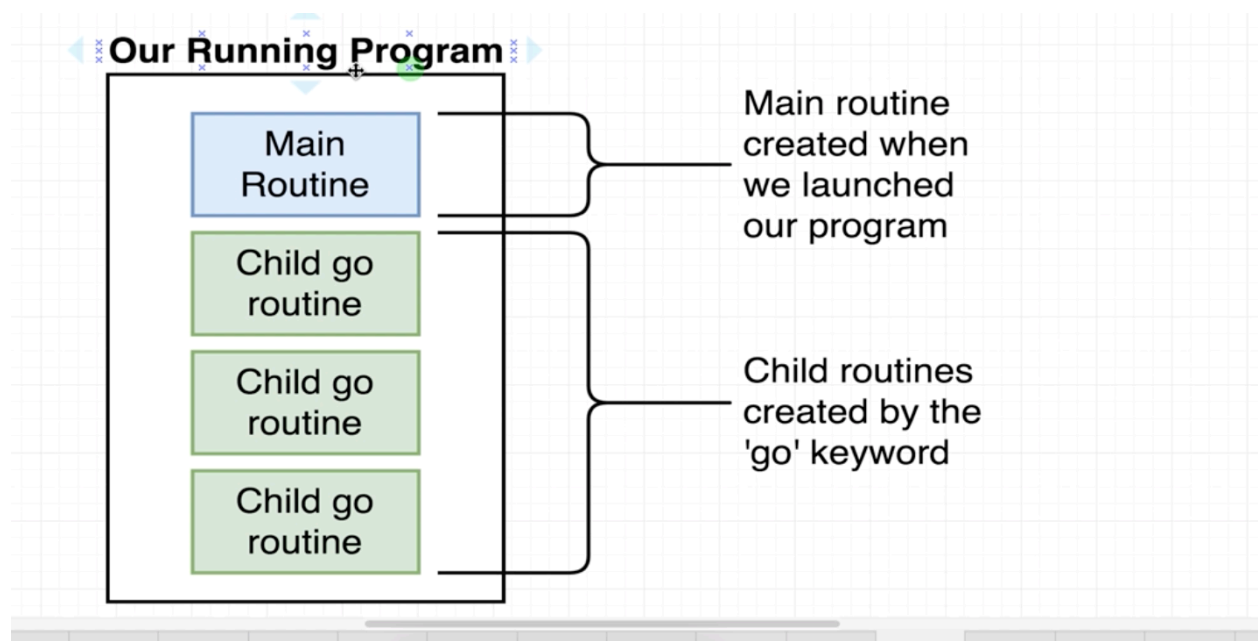 Our Running Program
Main
Routine
Child go
routine
Child go
routine
Child go
routine
Main routine
created when
we launched
our program
Child routines
created by the
'go' keyword